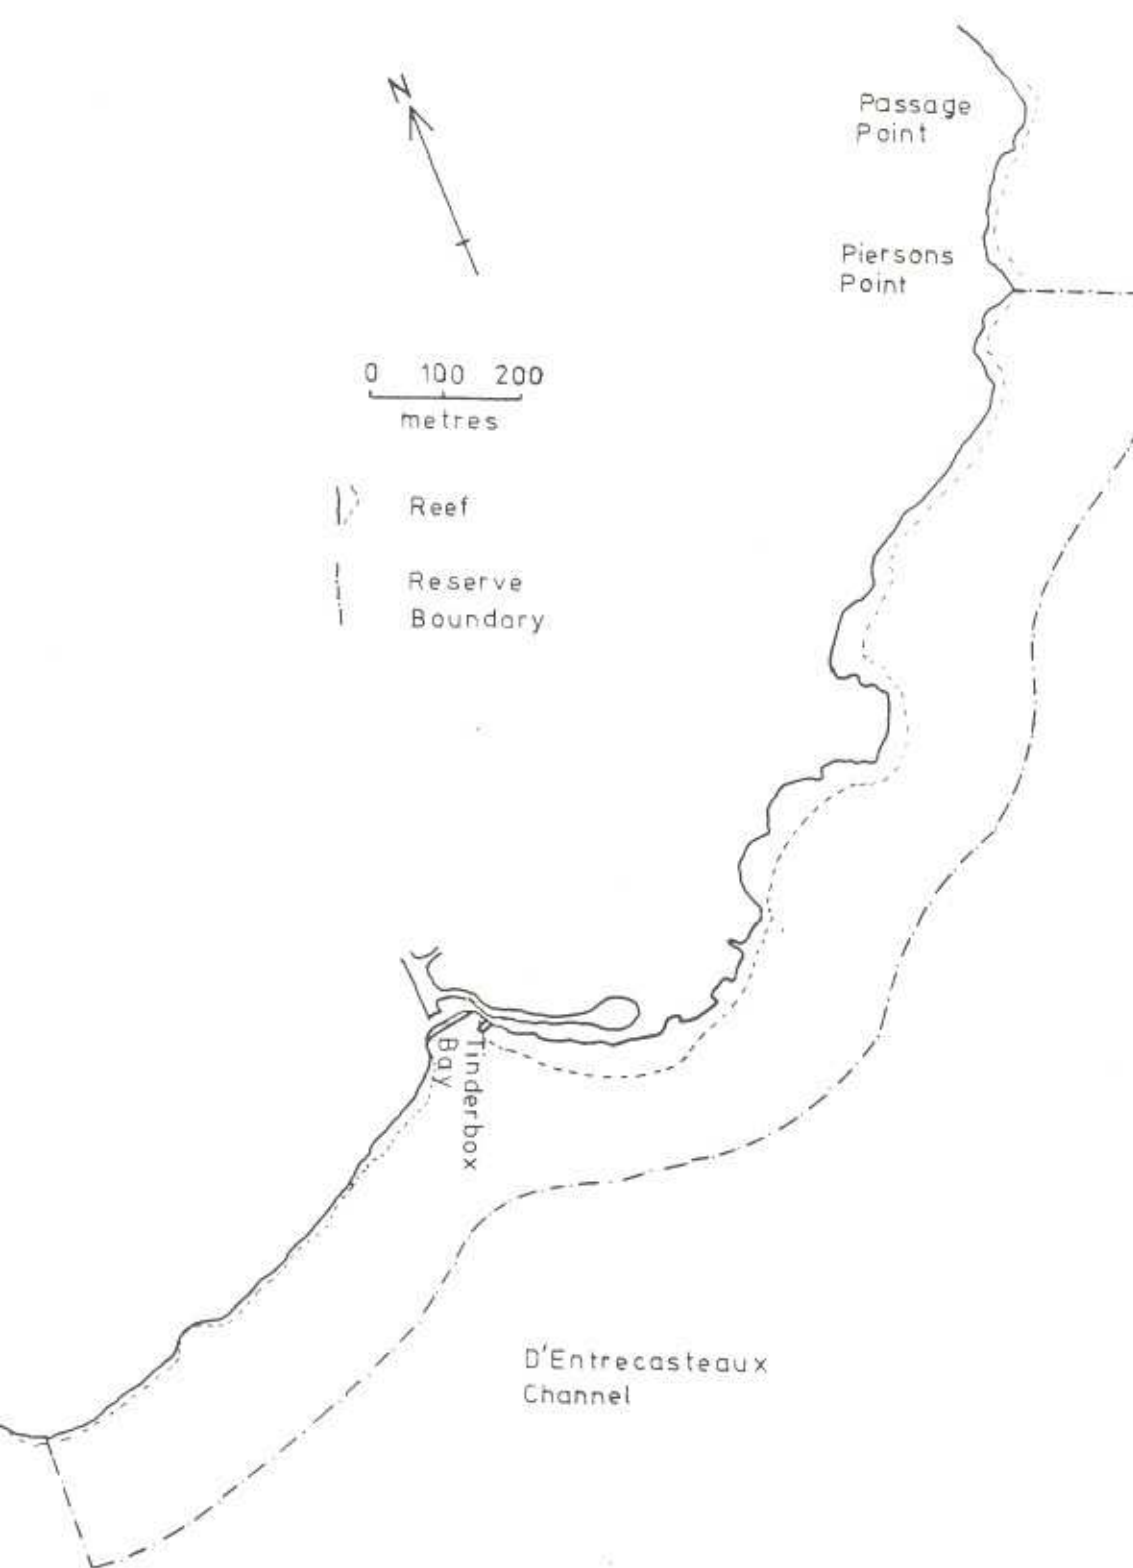 N
Passage
Point
Piersons
Point
0 100 200
metres
Reef
Reserve
Boundary
Tinderbox
Bay
D'Entrecasteaux
Channel